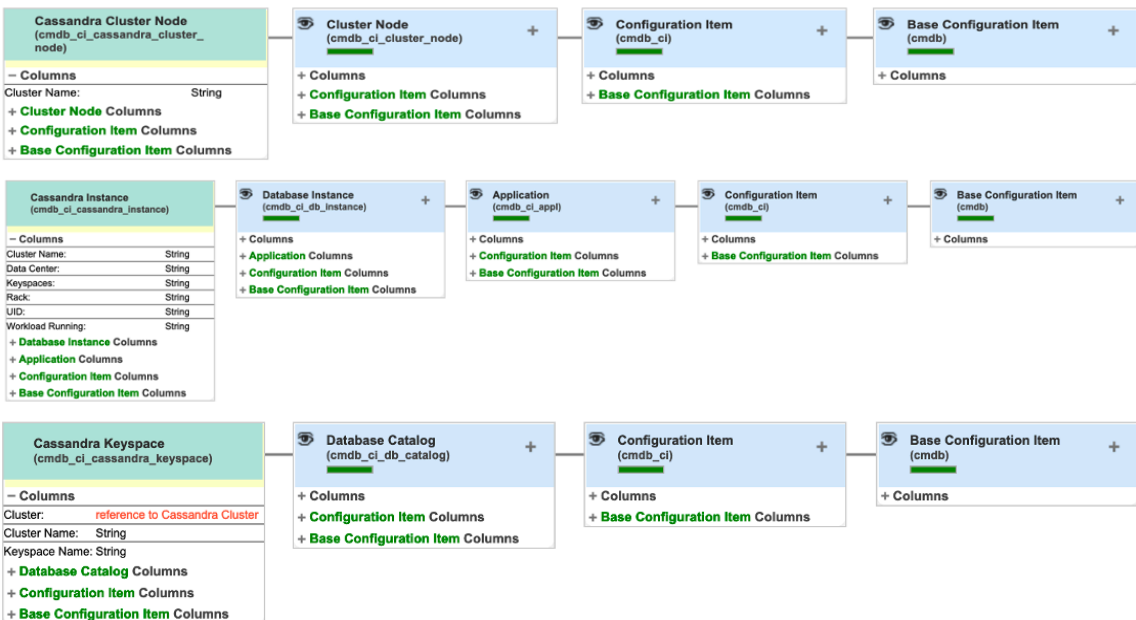 Cassandra Cluster Node
(cmdb_ci_cassandra_cluster_
node)
− Columns
Cluster Name: String
+ Cluster Node Columns
+ Configuration Item Columns
+ Base Configuration Item Columns
Cluster Node
(cmdb_ci_cluster_node)
+
+ Columns
+ Configuration Item Columns
+ Base Configuration Item Columns
Configuration Item
(cmdb_ci)
+
+ Columns
+ Base Configuration Item Columns
Base Configuration Item
(cmdb)
+
+ Columns
Cassandra Instance
(cmdb_ci_cassandra_instance)
− Columns
Cluster Name: String
Data Center: String
Keyspaces: String
Rack: String
UID: String
Workload Running: String
+ Database Instance Columns
+ Application Columns
+ Configuration Item Columns
+ Base Configuration Item Columns
Database Instance
(cmdb_ci_db_instance)
+
+ Columns
+ Application Columns
+ Configuration Item Columns
+ Base Configuration Item Columns
Application
(cmdb_ci_appl)
+
+ Columns
+ Configuration Item Columns
+ Base Configuration Item Columns
Configuration Item
(cmdb_ci)
+
+ Columns
+ Base Configuration Item Columns
Base Configuration Item
(cmdb)
+
+ Columns
Cassandra Keyspace
(cmdb_ci_cassandra_keyspace)
− Columns
Cluster: reference to Cassandra Cluster
Cluster Name: String
Keyspace Name: String
+ Database Catalog Columns
+ Configuration Item Columns
+ Base Configuration Item Columns
Database Catalog
(cmdb_ci_db_catalog)
+
+ Columns
+ Configuration Item Columns
+ Base Configuration Item Columns
Configuration Item
(cmdb_ci)
+
+ Columns
+ Base Configuration Item Columns
Base Configuration Item
(cmdb)
+
+ Columns